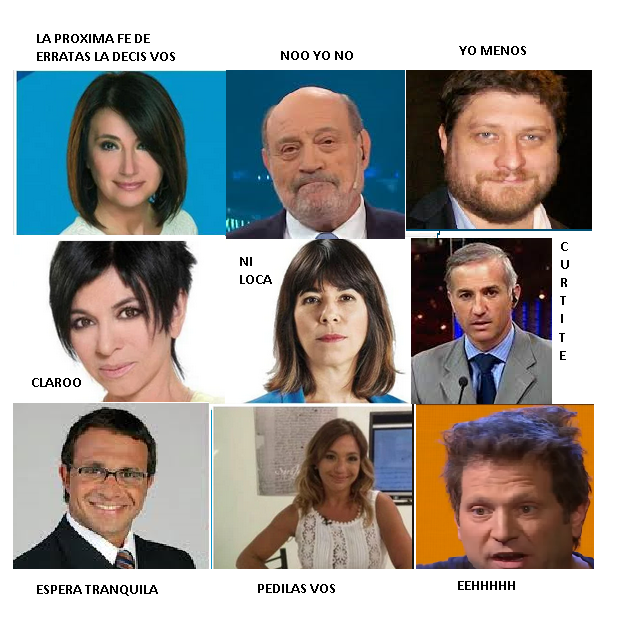 LA PROXIMA FE DE
ERRATAS LA DECIS VOS
NOO YO NO
YO MENOS
CLAROO
NI
LOCA
CURTITE
ESPERA TRANQUILA
PEDILAS VOS
EEHHHHH